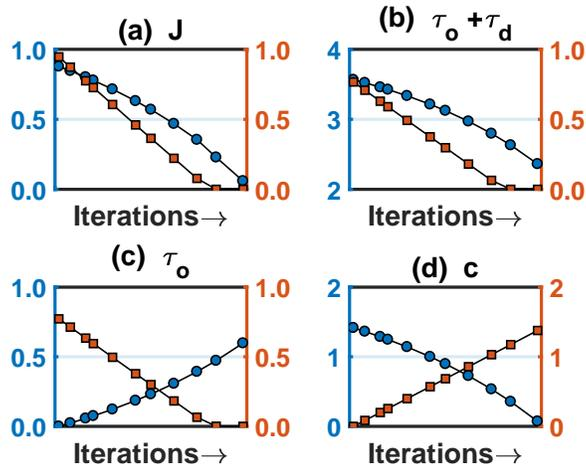 (a) J
1.0 1.0
0.5 0.5
0.0 0.0
Iterations→
(b) τo +τd
4 1.0
3 0.5
2 0.0
Iterations→
(c) τo
1.0 1.0
0.5 0.5
0.0 0.0
Iterations→
(d) c
2 2
1 1
0 0
Iterations→